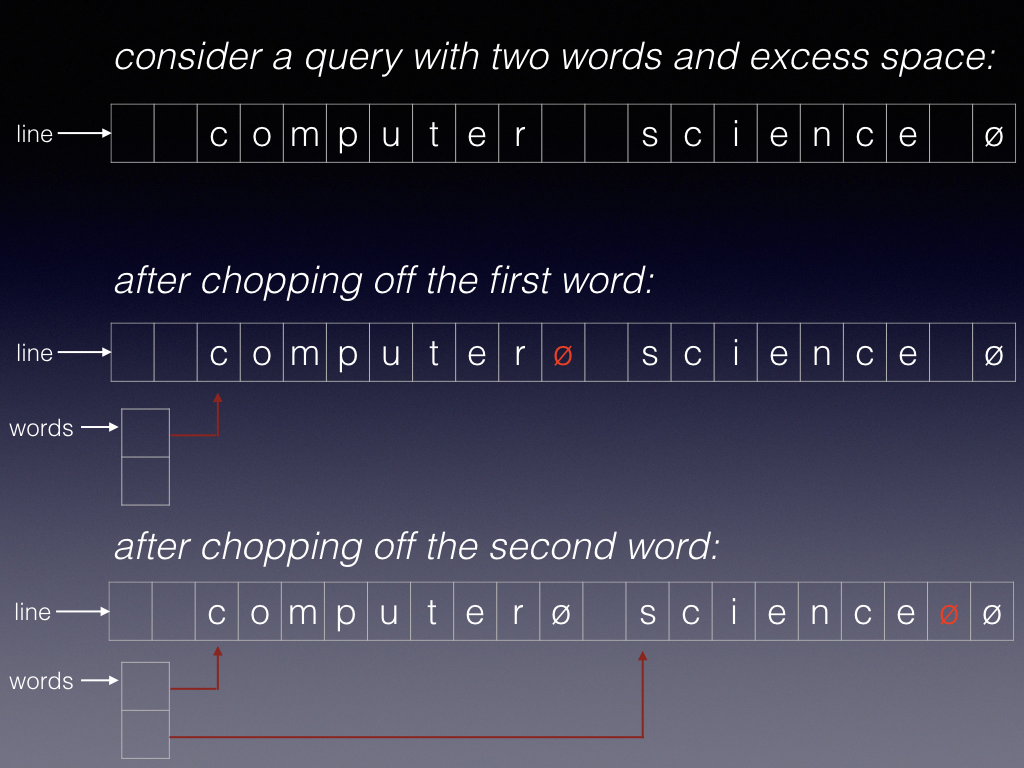 consider a query with two words and excess space:
line c o m p u t e r s c i e n c e ø
after chopping off the first word:
line c o m p u t e r ø s c i e n c e ø
words
after chopping off the second word:
line c o m p u t e r ø s c i e n c e ø ø
words